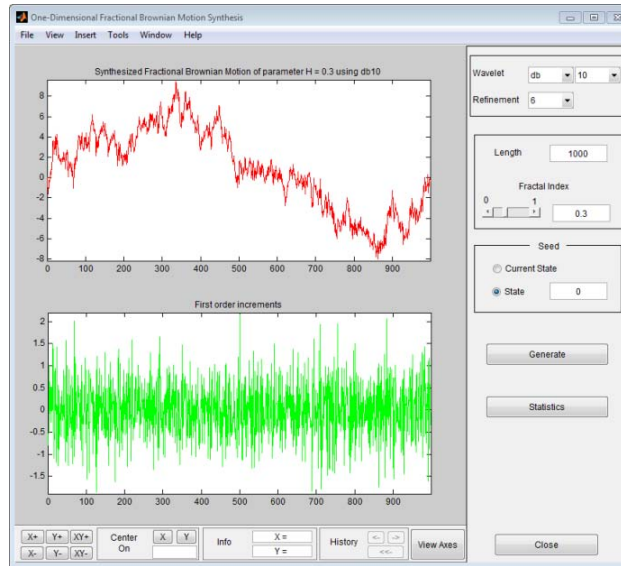 One-Dimensional Fractional Brownian Motion Synthesis
File View Insert Tools Window Help
Synthesized Fractional Brownian Motion of parameter H = 0.3 using db10
8
6
4
2
0
-2
-4
-6
-8
0 100 200 300 400 500 600 700 800 900
First order increments
2
1.5
1
0.5
0
-0.5
-1
-1.5
0 100 200 300 400 500 600 700 800 900
Wavelet db 10
Refinement 6
Length 1000
Fractal Index
0 1
0.3
Seed
Current State
State 0
Generate
Statistics
Close
X+ Y+ XY+
X- Y- XY-
Center
On
X Y
Info
X =
Y =
History
<- ->
<<-
View Axes